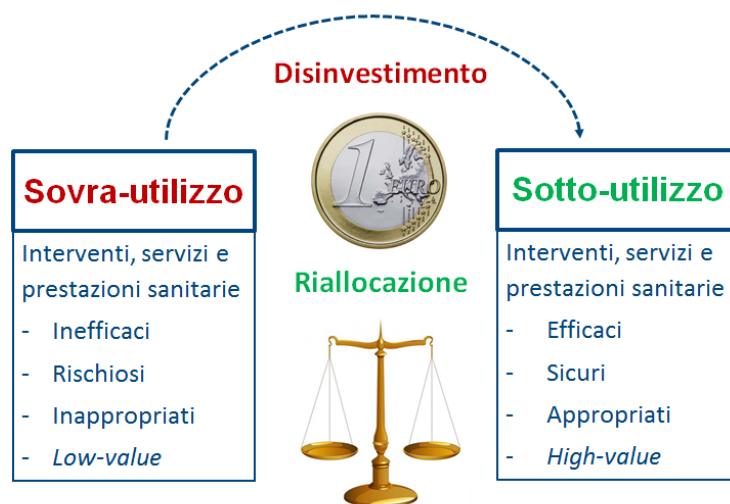 Disinvestimento
Sovra-utilizzo
Interventi, servizi e
prestazioni sanitarie
- Inefficaci
- Rischiosi
- Inappropriati
- Low-value
1
EURO
Riallocazione
Sotto-utilizzo
Interventi, servizi e
prestazioni sanitarie
- Efficaci
- Sicuri
- Appropriati
- High-value